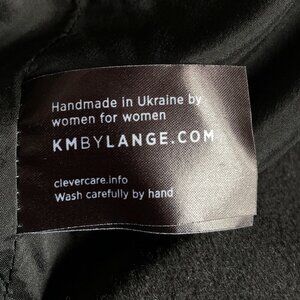 Handmade in Ukraine by
women for women
KMBYLANGE.COM
clevercare.info
Wash carefully by hand